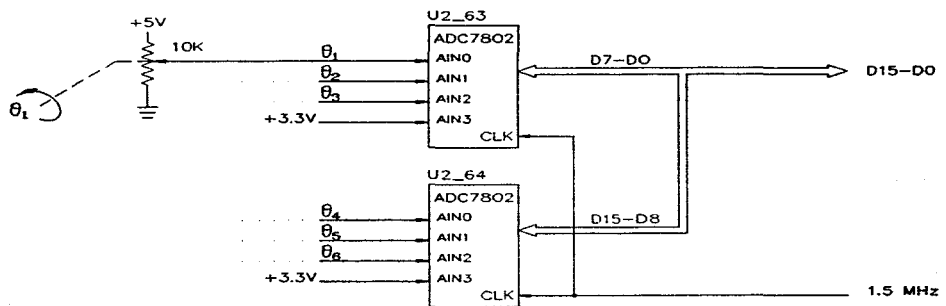 U2_63
+5V
ADC7802
10K
θ1
AIN0
D7-D0
D15-D0
θ2
AIN1
θ3
AIN2
θ1
+3.3V
AIN3
CLK
U2_64
ADC7802
θ4
AIN0
D15-D8
θ5
AIN1
θ6
AIN2
+3.3V
AIN3
CLK
1.5 MHz